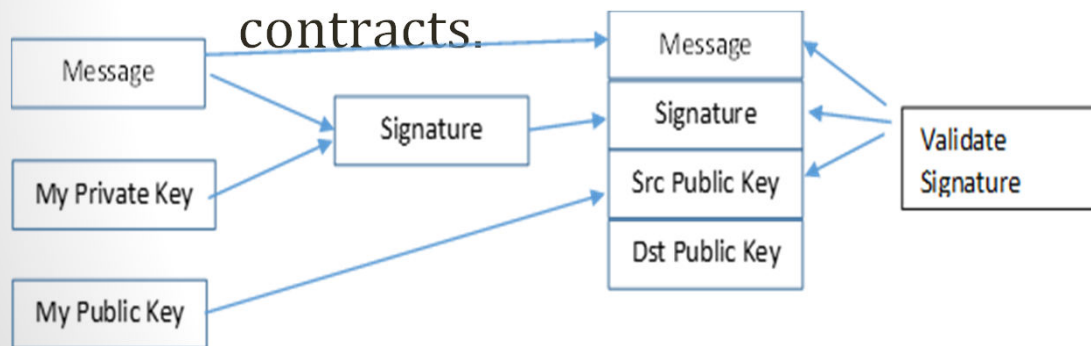 contracts.
Message
My Private Key
My Public Key
Signature
Message
Signature
Src Public Key
Dst Public Key
Validate
Signature